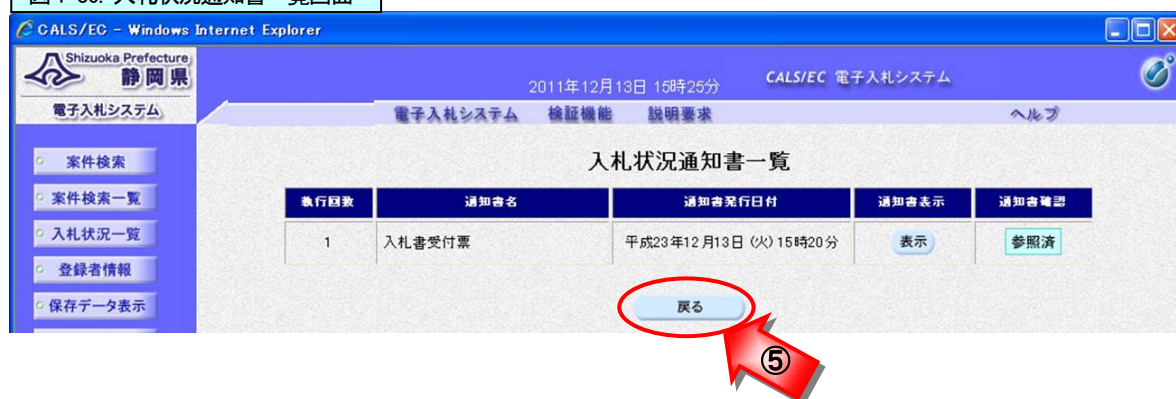 CALS/EC - Windows Internet Explorer
Shizuoka Prefecture
静岡県
電子入札システム
2011年12月13日 15時25分
CALS/EC 電子入札システム
電子入札システム 検証機能 説明要求 ヘルプ
案件検索
案件検索一覧
入札状況一覧
登録者情報
保存データ表示
入札状況通知書一覧
執行回数 通知書名 通知書発行日付 通知書表示 通知書確認
1 入札書受付票 平成23年12月13日 (火) 15時20分 表示 参照済
戻る
⑤